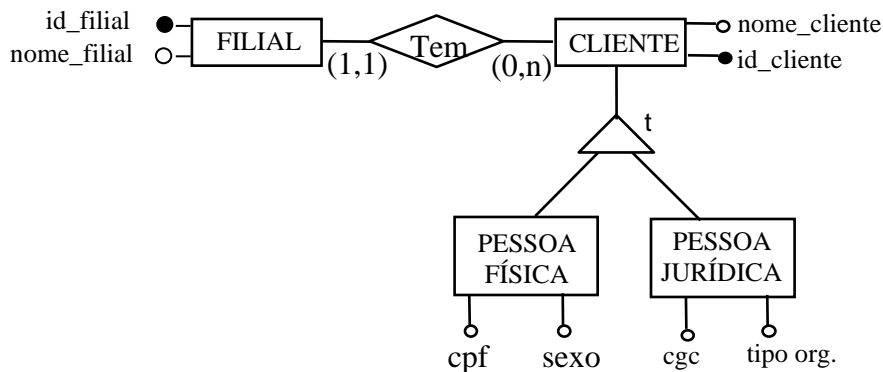 id_filial
nome_filial
FILIAL
(1,1)
Tem
(0,n)
CLIENTE
nome_cliente
id_cliente
t
PESSOA
FÍSICA
PESSOA
JURÍDICA
cpf
sexo
cgc
tipo org.